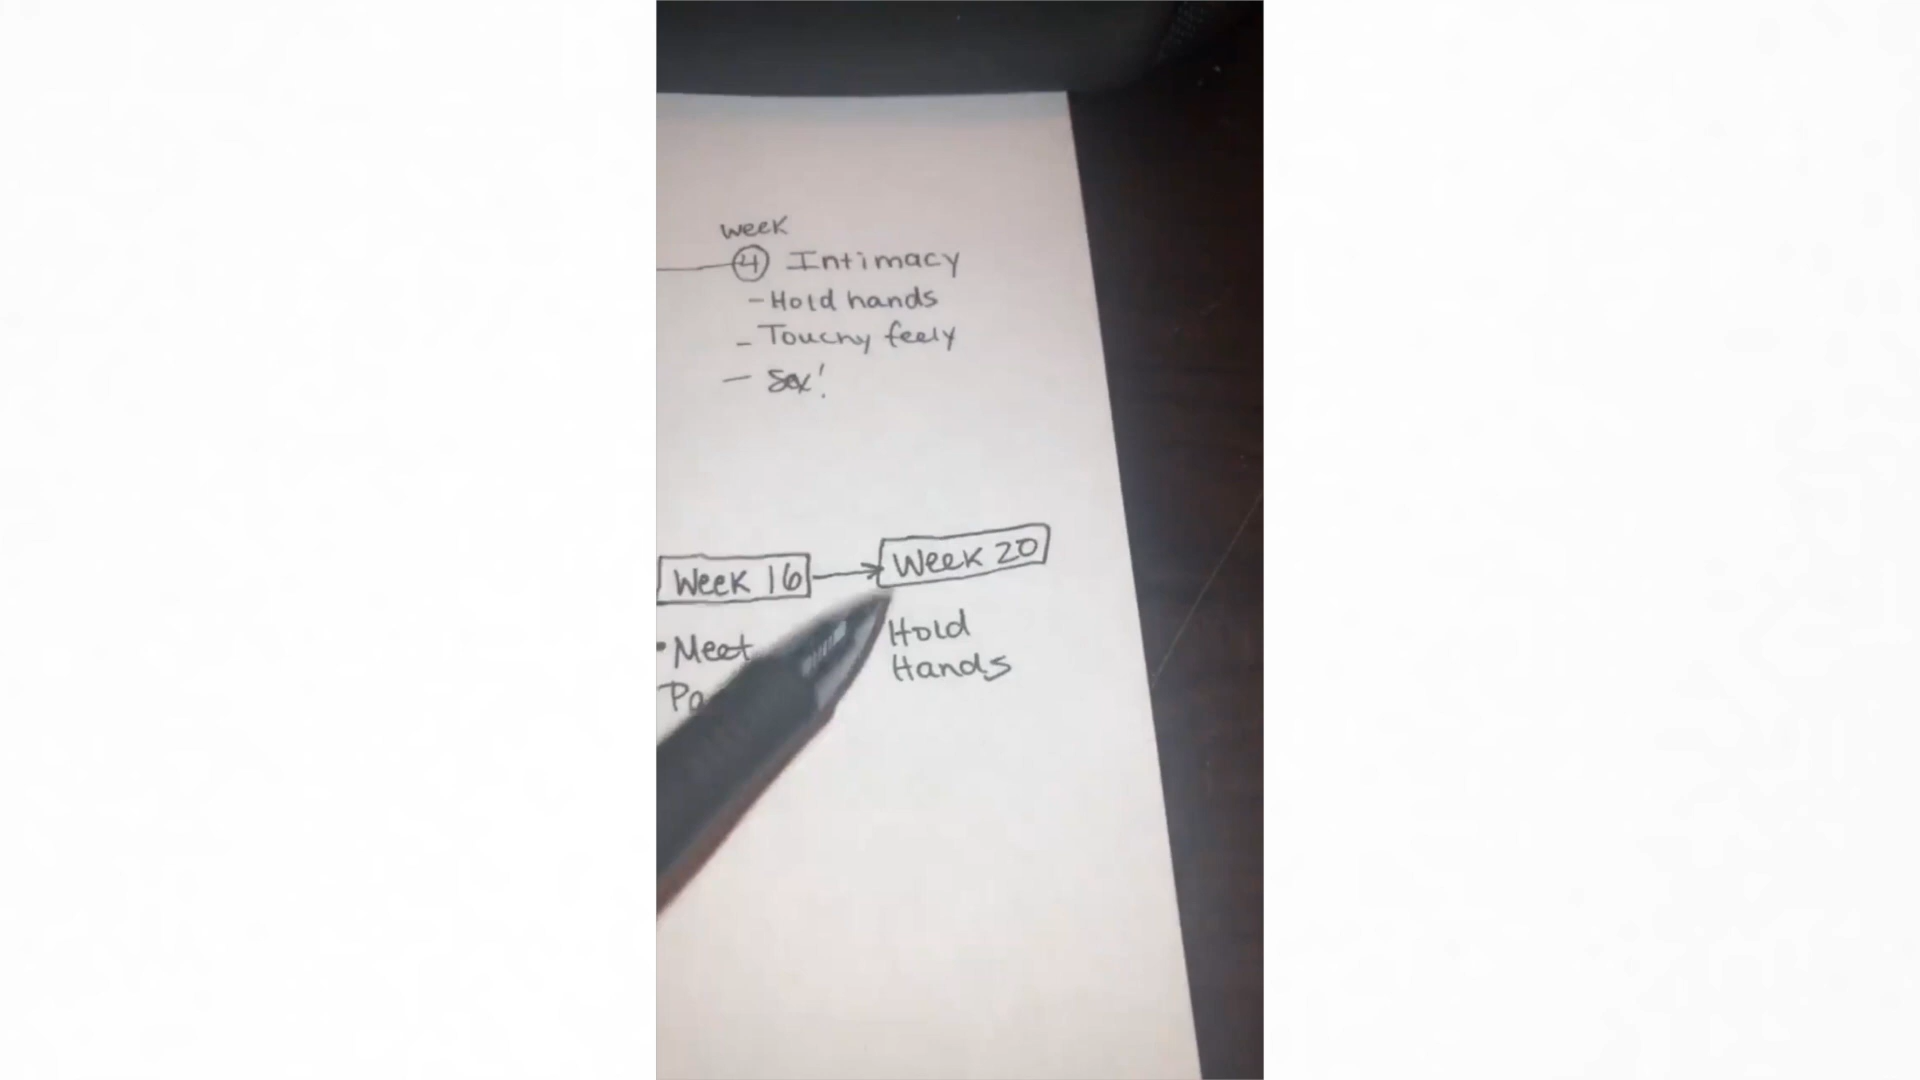 week
4 Intimacy
- Hold hands
- Touchy feely
- Sex!
Week 16
Week 20
• Meet
Hold
Hands